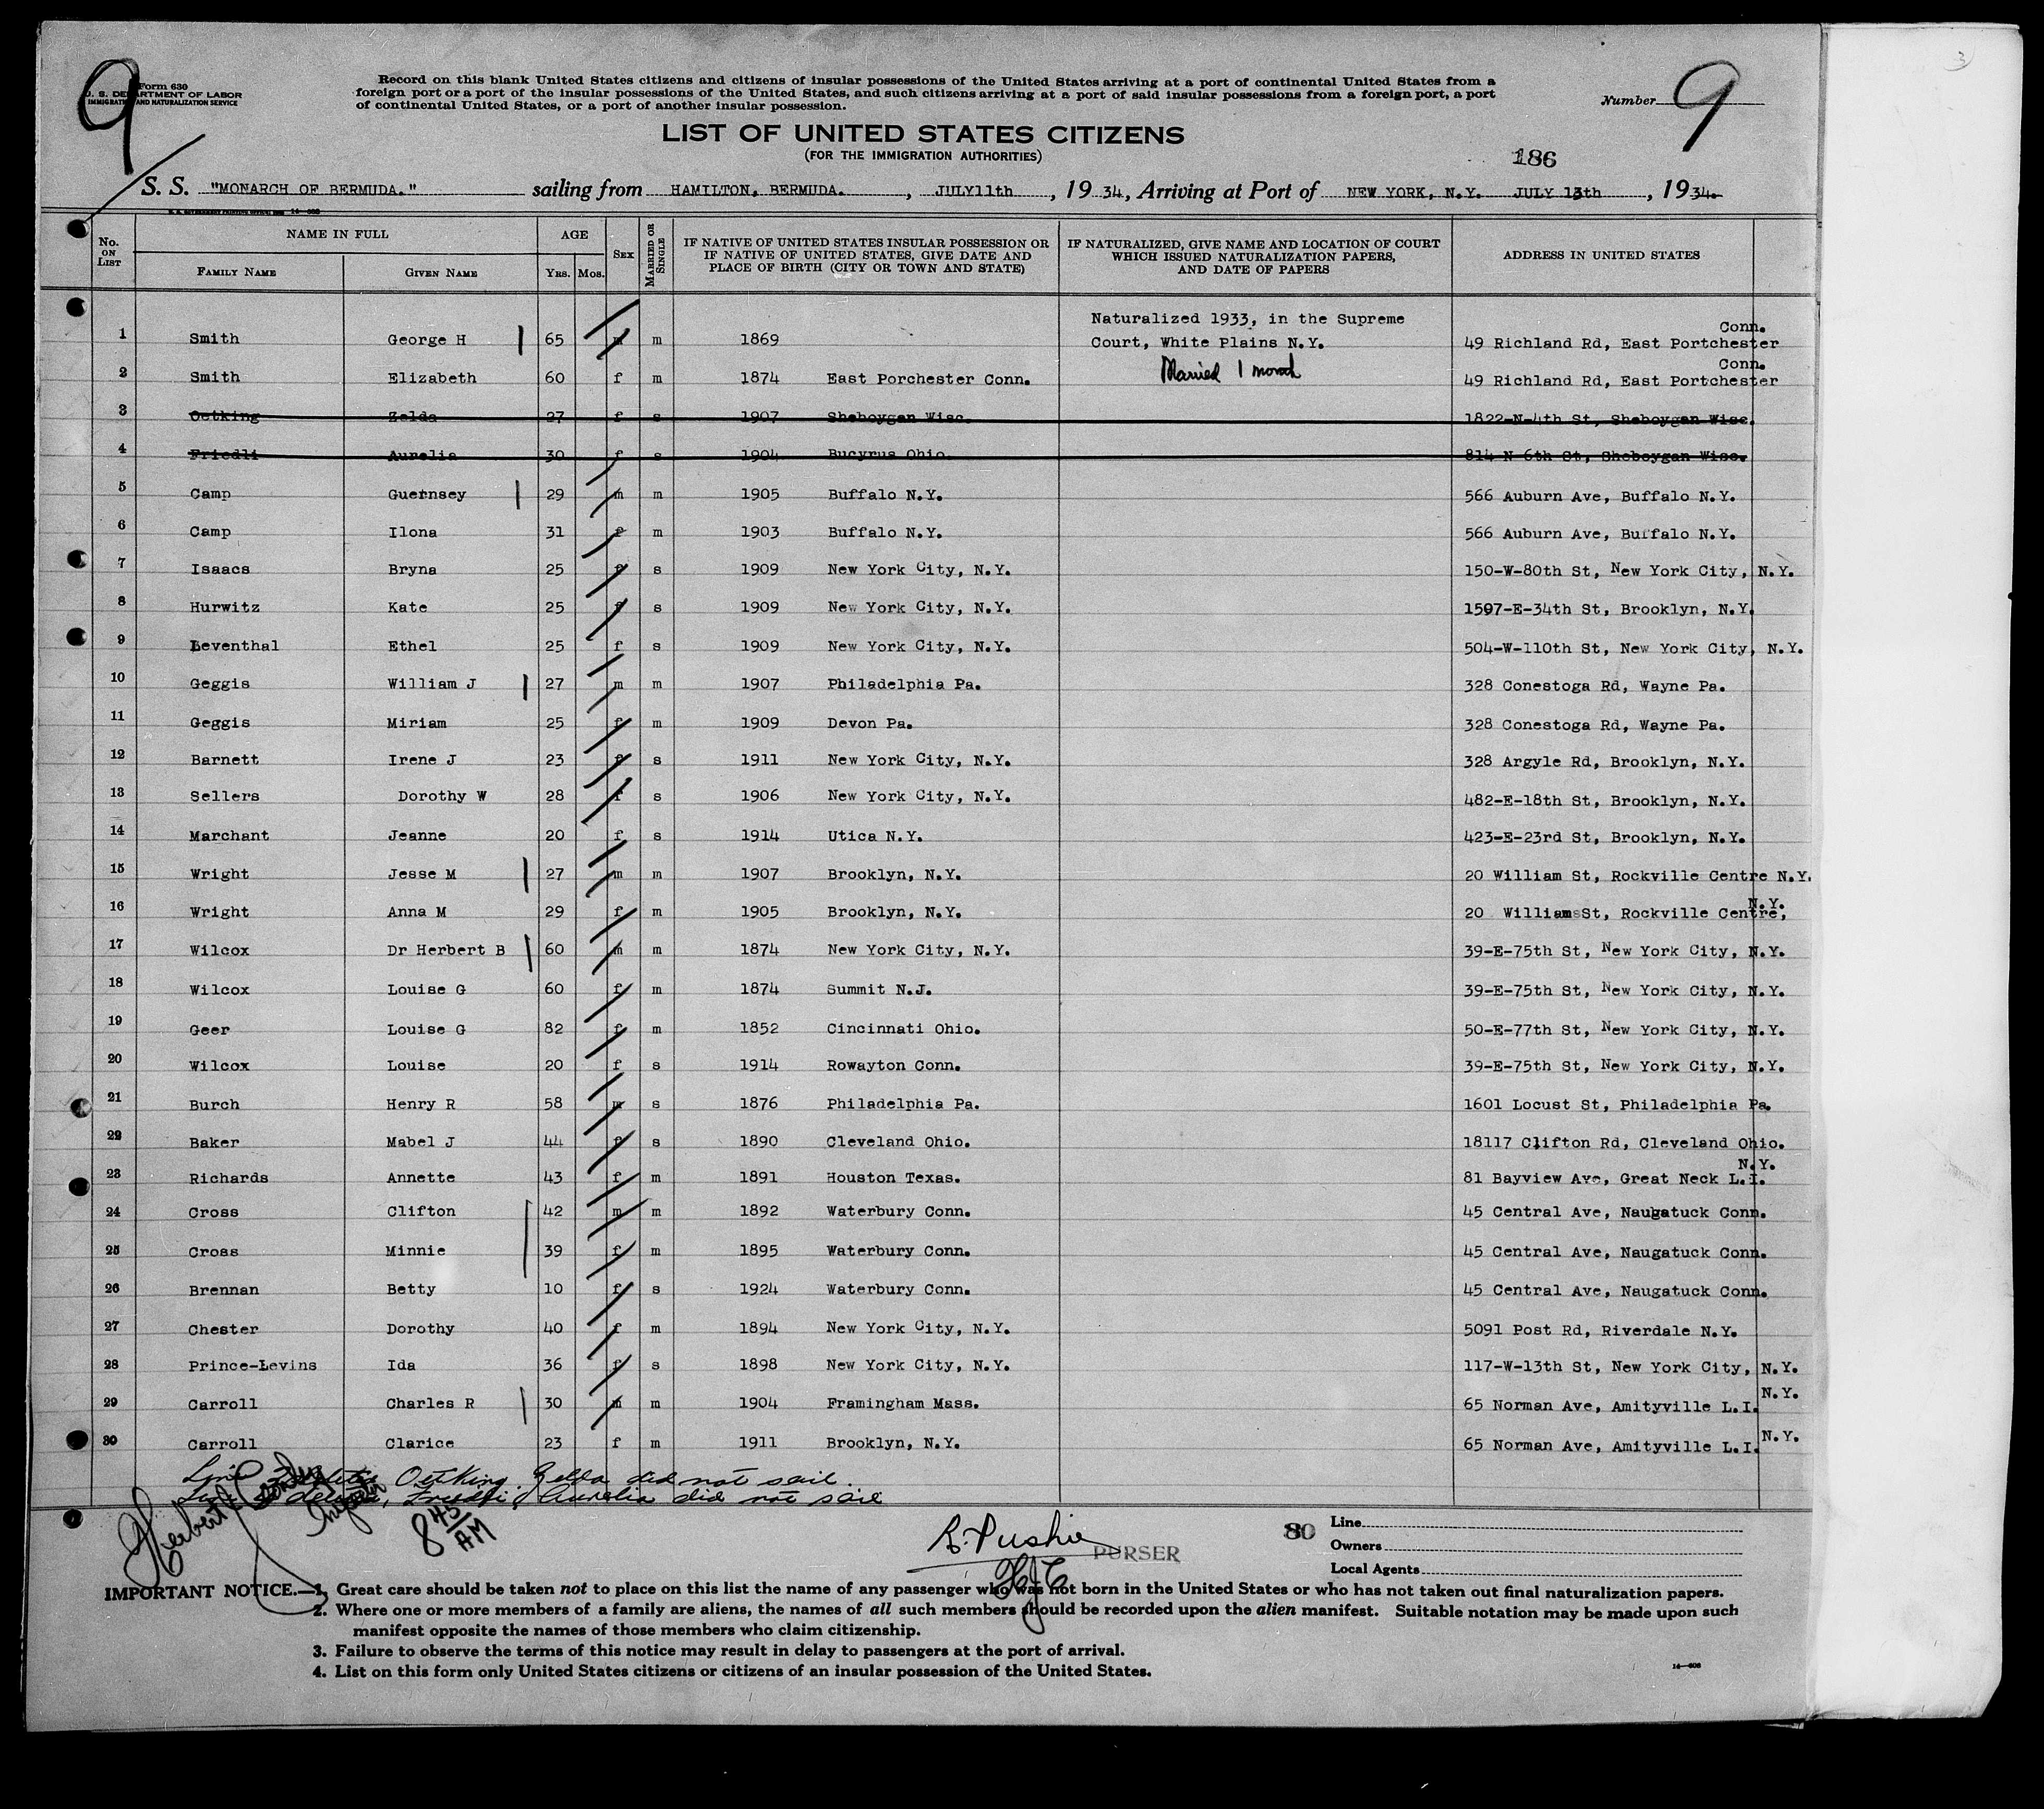 9
Form 630
U. S. DEPARTMENT OF LABOR
IMMIGRATION AND NATURALIZATION SERVICE
Record on this blank United States citizens and citizens of insular possessions of the United States arriving at a port of continental United States from a
foreign port or a port of the insular possessions of the United States, and such citizens arriving at a port of said insular possessions from a foreign port, a port
of continental United States, or a port of another insular possession.
Number 9
3
LIST OF UNITED STATES CITIZENS
(FOR THE IMMIGRATION AUTHORITIES)
186
S. S. "MONARCH OF BERMUDA." sailing from HAMILTON, BERMUDA. , JULY11th , 19 34, Arriving at Port of NEW YORK, N.Y. JULY 13th , 19 34.
No. ON LIST NAME IN FULL FAMILY NAME GIVEN NAME AGE YRS. MOS. SEX MARRIED OR SINGLE IF NATIVE OF UNITED STATES INSULAR POSSESSION OR IF NATIVE OF UNITED STATES, GIVE DATE AND PLACE OF BIRTH (CITY OR TOWN AND STATE) IF NATURALIZED, GIVE NAME AND LOCATION OF COURT WHICH ISSUED NATURALIZATION PAPERS, AND DATE OF PAPERS ADDRESS IN UNITED STATES
Naturalized 1933, in the Supreme Conn.
1 Smith George H 65 m m 1869 Court, White Plains N.Y. 49 Richland Rd, East Portchester
Conn.
2 Smith Elizabeth 60 f m 1874 East Porchester Conn. Married 1 month 49 Richland Rd, East Portchester
3 Oetking Zelda 27 f s 1907 Sheboygan Wisc. 1822-N-4th St, Sheboygan Wisc.
4 Friedli Aurelia 30 f s 1904 Bucyrus Ohio. 814 N 6th St, Sheboygan Wisc.
5 Camp Guernsey 29 m m 1905 Buffalo N.Y. 566 Auburn Ave, Buffalo N.Y.
6 Camp Ilona 31 f m 1903 Buffalo N.Y. 566 Auburn Ave, Buffalo N.Y.
7 Isaacs Bryna 25 f s 1909 New York City, N.Y. 150-W-80th St, New York City, N.Y.
8 Hurwitz Kate 25 f s 1909 New York City, N.Y. 1597-E-34th St, Brooklyn, N.Y.
9 Leventhal Ethel 25 f s 1909 New York City, N.Y. 504-W-110th St, New York City, N.Y.
10 Geggis William J 27 m m 1907 Philadelphia Pa. 328 Conestoga Rd, Wayne Pa.
11 Geggis Miriam 25 f m 1909 Devon Pa. 328 Conestoga Rd, Wayne Pa.
12 Barnett Irene J 23 f s 1911 New York City, N.Y. 328 Argyle Rd, Brooklyn, N.Y.
13 Sellers Dorothy W 28 f s 1906 New York City, N.Y. 482-E-18th St, Brooklyn, N.Y.
14 Marchant Jeanne 20 f s 1914 Utica N.Y. 423-E-23rd St, Brooklyn, N.Y.
15 Wright Jesse M 27 m m 1907 Brooklyn, N.Y. 20 William St, Rockville Centre N.Y.
16 Wright Anna M 29 f m 1905 Brooklyn, N.Y. 20 Williams St, Rockville Centre, N.Y.
17 Wilcox Dr Herbert B 60 m m 1874 New York City, N.Y. 39-E-75th St, New York City, N.Y.
18 Wilcox Louise G 60 f m 1874 Summit N.J. 39-E-75th St, New York City, N.Y.
19 Geer Louise G 82 f m 1852 Cincinnati Ohio. 50-E-77th St, New York City, N.Y.
20 Wilcox Louise 20 f s 1914 Rowayton Conn. 39-E-75th St, New York City, N.Y.
21 Burch Henry R 58 m s 1876 Philadelphia Pa. 1601 Locust St, Philadelphia Pa.
22 Baker Mabel J 44 f s 1890 Cleveland Ohio. 18117 Clifton Rd, Cleveland Ohio.
23 Richards Annette 43 f m 1891 Houston Texas. 81 Bayview Ave, Great Neck L.I. N.Y.
24 Cross Clifton 42 m m 1892 Waterbury Conn. 45 Central Ave, Naugatuck Conn.
25 Cross Minnie 39 f m 1895 Waterbury Conn. 45 Central Ave, Naugatuck Conn.
26 Brennan Betty 10 f s 1924 Waterbury Conn. 45 Central Ave, Naugatuck Conn.
27 Chester Dorothy 40 f m 1894 New York City, N.Y. 5091 Post Rd, Riverdale N.Y.
28 Prince-Levins Ida 36 f s 1898 New York City, N.Y. 117-W-13th St, New York City, N.Y.
29 Carroll Charles R 30 m m 1904 Framingham Mass. 65 Norman Ave, Amityville L.I. N.Y.
30 Carroll Clarice 23 f m 1911 Brooklyn, N.Y. 65 Norman Ave, Amityville L.I. N.Y.
Line Oetking, Zelda did not sail.
Line Friedli, Aurelia did not sail
Herbert
8 45/AM
R. Pushie
PURSER
80
Line
Owners
Local Agents
IMPORTANT NOTICE.—1. Great care should be taken not to place on this list the name of any passenger who was not born in the United States or who has not taken out final naturalization papers.
2. Where one or more members of a family are aliens, the names of all such members should be recorded upon the alien manifest. Suitable notation may be made upon such
manifest opposite the names of those members who claim citizenship.
3. Failure to observe the terms of this notice may result in delay to passengers at the port of arrival.
4. List on this form only United States citizens or citizens of an insular possession of the United States.